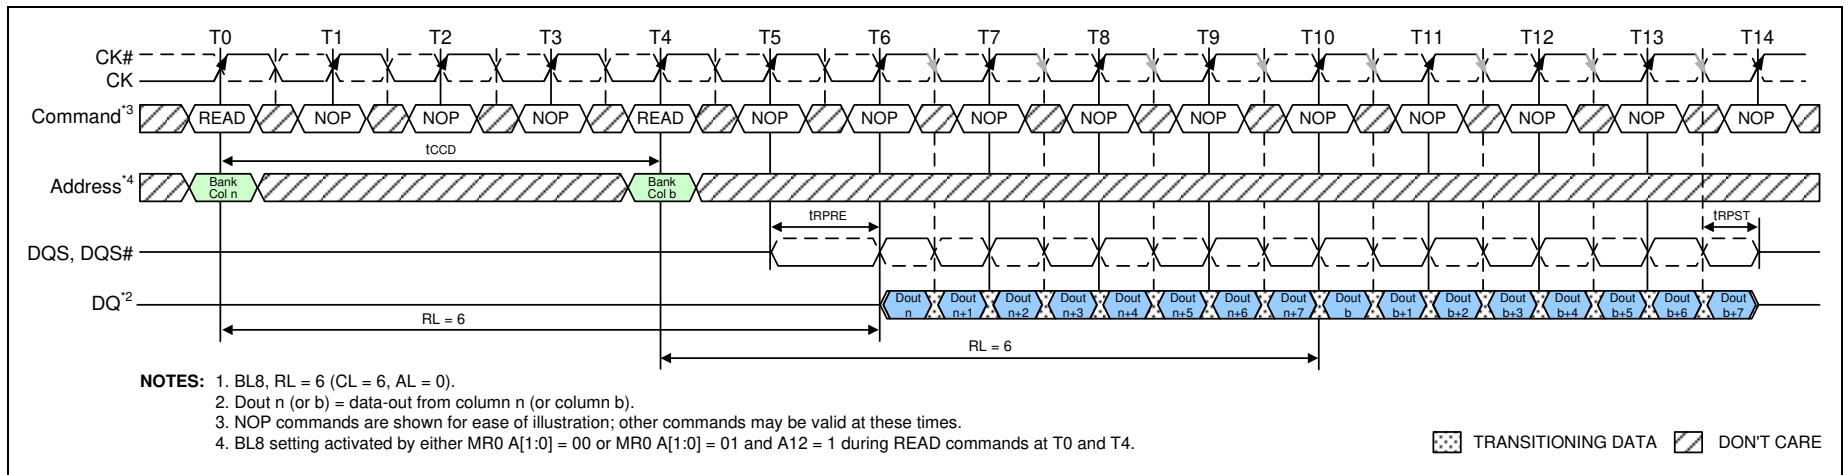 T0 T1 T2 T3 T4 T5 T6 T7 T8 T9 T10 T11 T12 T13 T14
CK#
CK
Command*3 READ NOP NOP NOP READ NOP NOP NOP NOP NOP NOP NOP NOP NOP NOP
tCCD
Address*4 Bank Col n Bank Col b
tRPRE tRPST
DQS, DQS#
DQ*2 Dout n Dout n+1 Dout n+2 Dout n+3 Dout n+4 Dout n+5 Dout n+6 Dout n+7 Dout b Dout b+1 Dout b+2 Dout b+3 Dout b+4 Dout b+5 Dout b+6 Dout b+7
RL = 6
RL = 6
NOTES: 1. BL8, RL = 6 (CL = 6, AL = 0).
2. Dout n (or b) = data-out from column n (or column b).
3. NOP commands are shown for ease of illustration; other commands may be valid at these times.
4. BL8 setting activated by either MR0 A[1:0] = 00 or MR0 A[1:0] = 01 and A12 = 1 during READ commands at T0 and T4.
TRANSITIONING DATA DON'T CARE